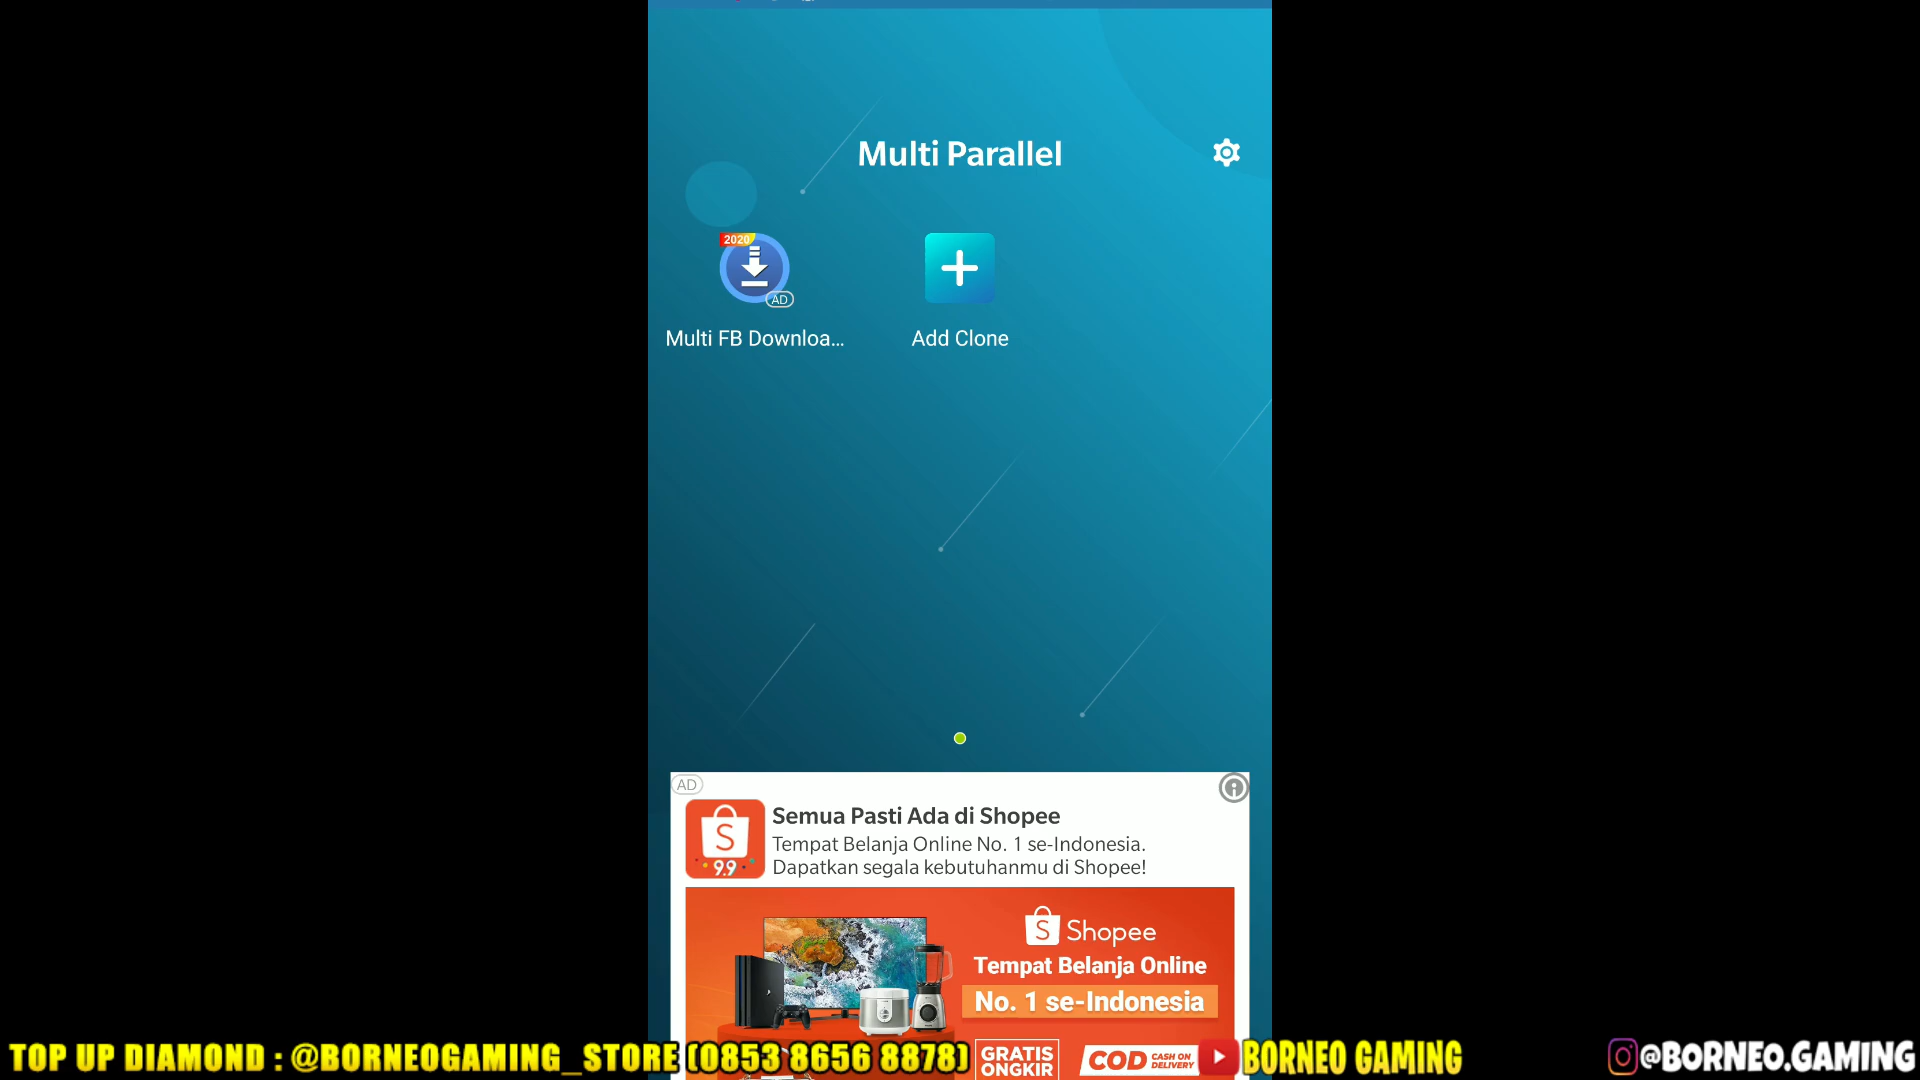 Multi Parallel
2020
AD
Multi FB Downloa...
Add Clone
AD
Semua Pasti Ada di Shopee
Tempat Belanja Online No. 1 se-Indonesia.
Dapatkan segala kebutuhanmu di Shopee!
S
9.9
S Shopee
Tempat Belanja Online
No. 1 se-Indonesia
GRATIS
ONGKIR
COD CASH ON
DELIVERY
TOP UP DIAMOND : @BORNEOGAMING_STORE (0853 8656 8878)
BORNEO GAMING
@BORNEO.GAMING